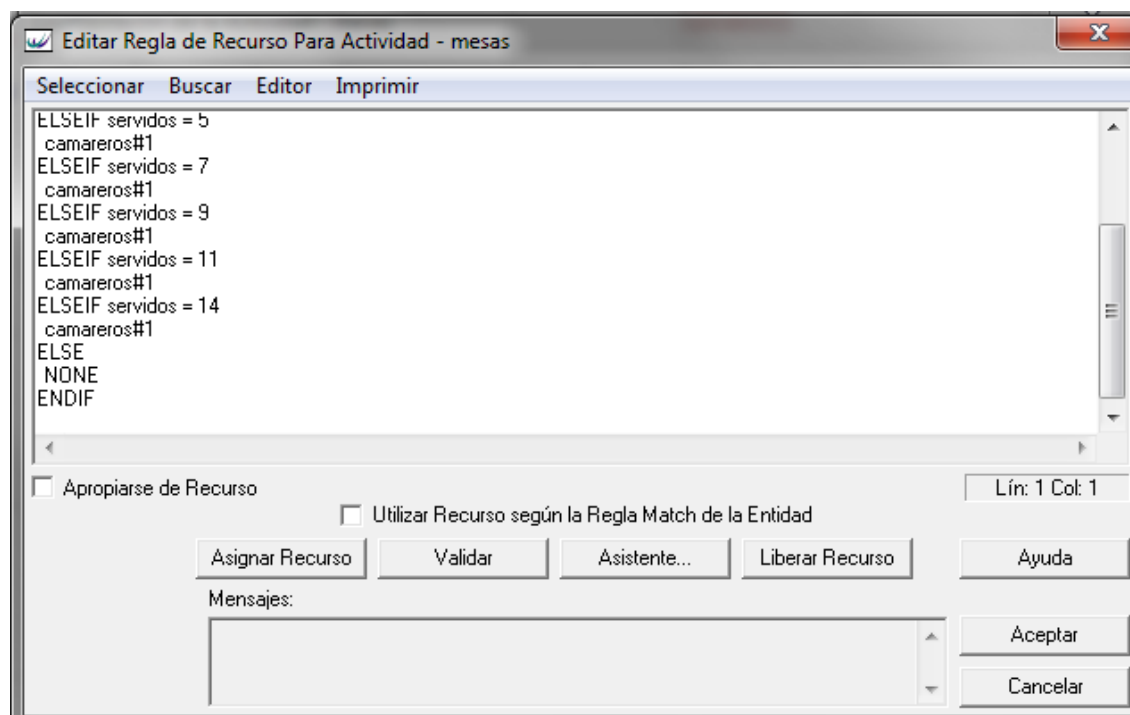 Editar Regla de Recurso Para Actividad - mesas
Seleccionar Buscar Editor Imprimir
ELSEIF servidos = 5
camareros#1
ELSEIF servidos = 7
camareros#1
ELSEIF servidos = 9
camareros#1
ELSEIF servidos = 11
camareros#1
ELSEIF servidos = 14
camareros#1
ELSE
NONE
ENDIF
Apropiarse de Recurso
Lín: 1 Col: 1
Utilizar Recurso según la Regla Match de la Entidad
Asignar Recurso Validar Asistente... Liberar Recurso Ayuda
Mensajes:
Aceptar
Cancelar